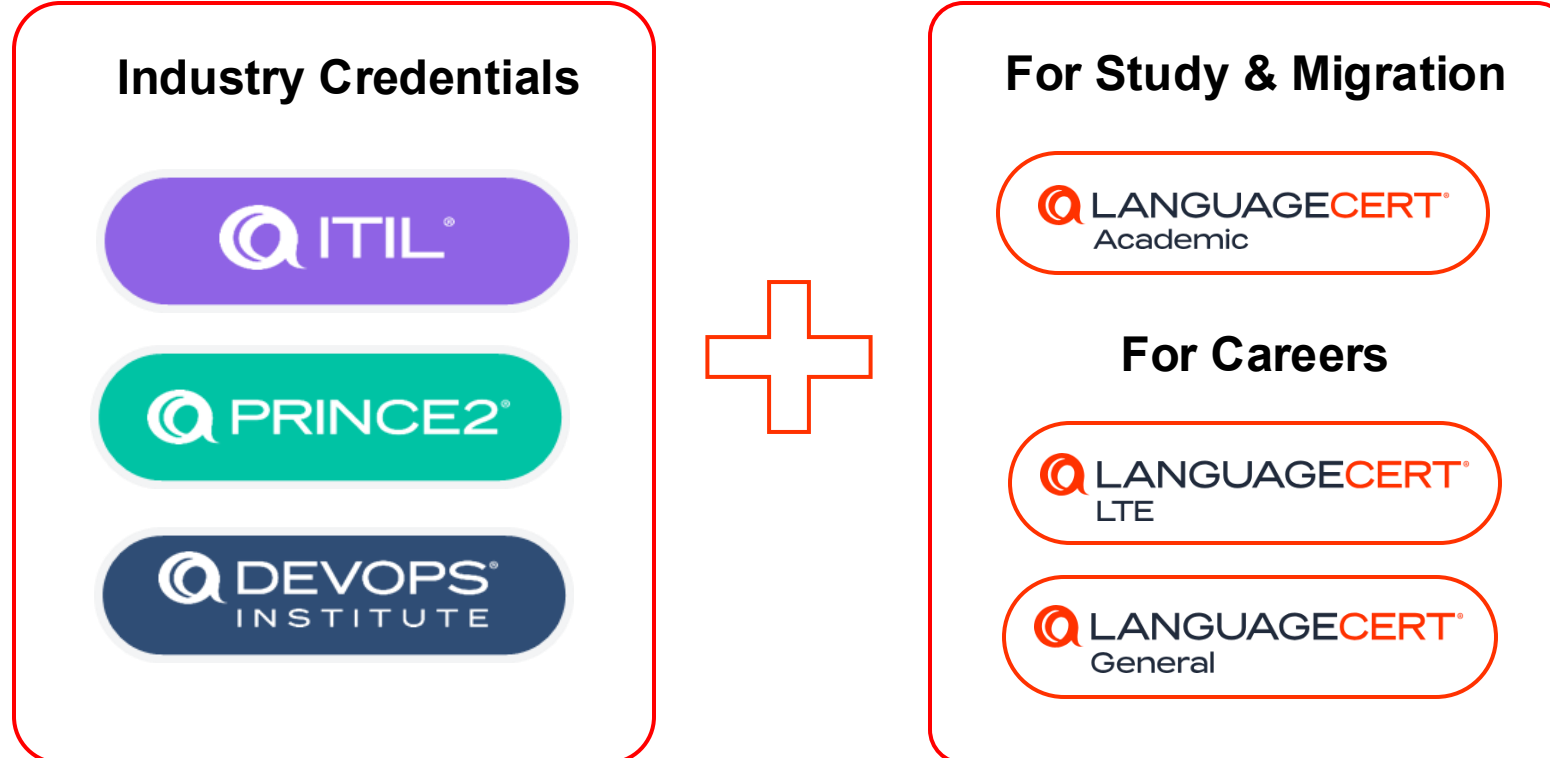 Industry Credentials
ITIL®
PRINCE2®
DEVOPS®
INSTITUTE
For Study & Migration
LANGUAGECERT®
Academic
For Careers
LANGUAGECERT®
LTE
LANGUAGECERT®
General